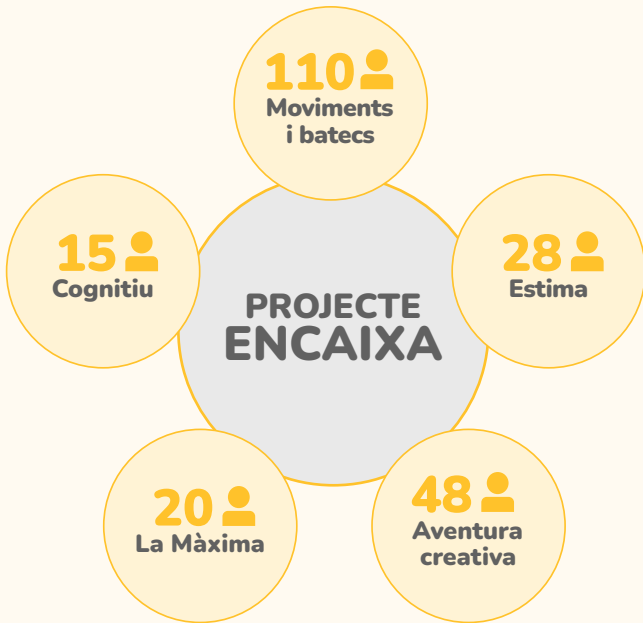 110
Moviments
i batecs
15
Cognitiu
28
Estima
PROJECTE
ENCAIXA
20
La Màxima
48
Aventura
creativa